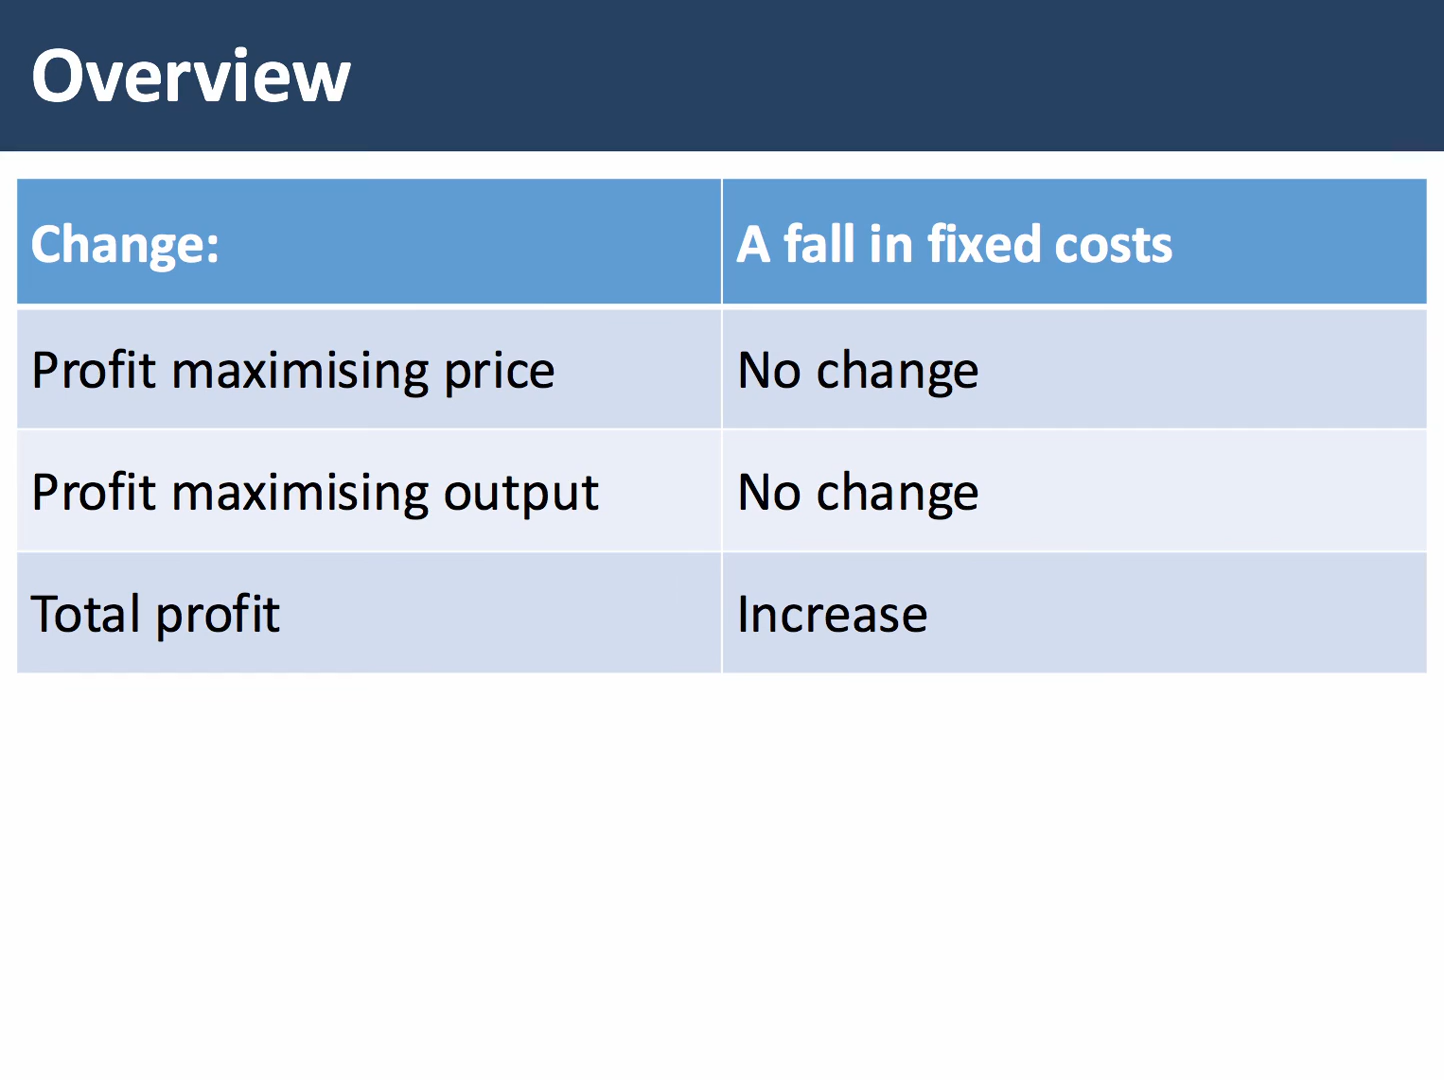 Overview
Change:
A fall in fixed costs
Profit maximising price
No change
Profit maximising output
No change
Total profit
Increase